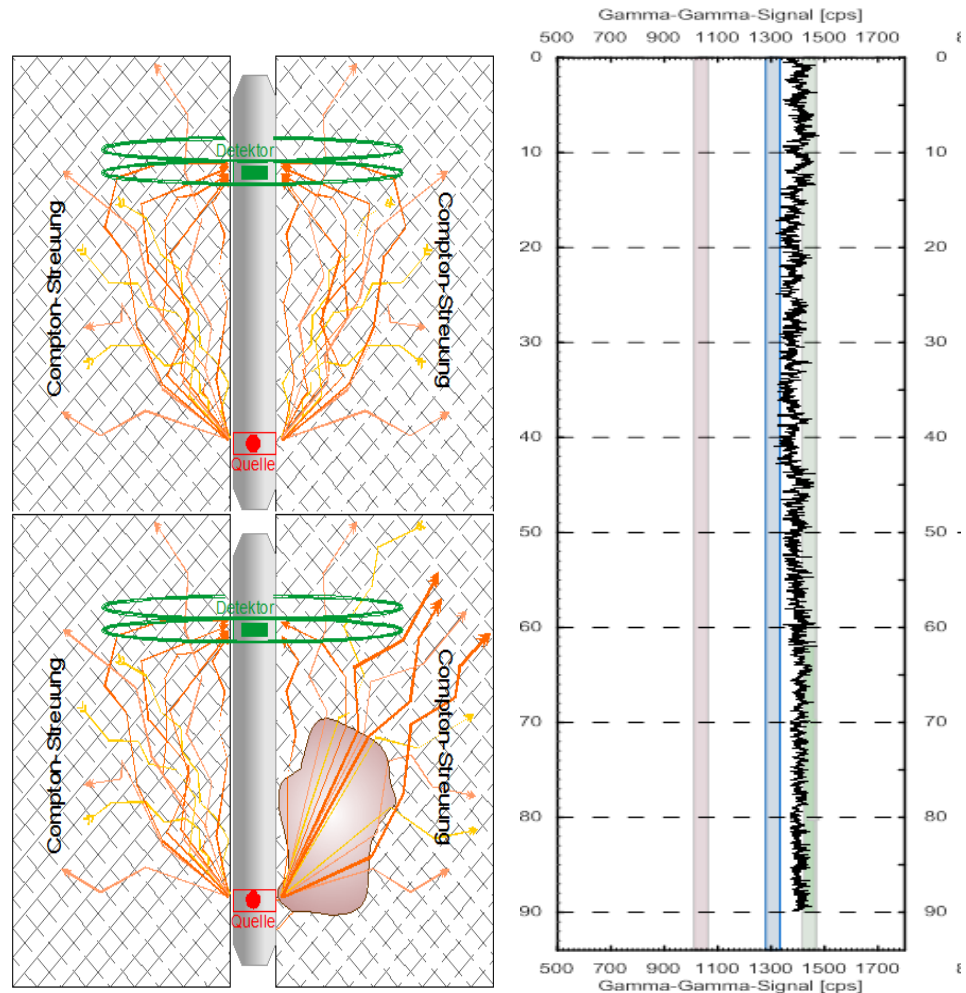 Detektor
Compton-Streuung
Compton-Streuung
Quelle
Detektor
Compton-Streuung
Compton-Streuung
Quelle
Gamma-Gamma-Signal [cps]
500 700 900 1100 1300 1500 1700 8
0 0
10 10
20 20
30 30
40 40
50 50
60 60
70 70
80 80
90 90
500 700 900 1100 1300 1500 1700 8
Gamma-Gamma-Signal [cps]